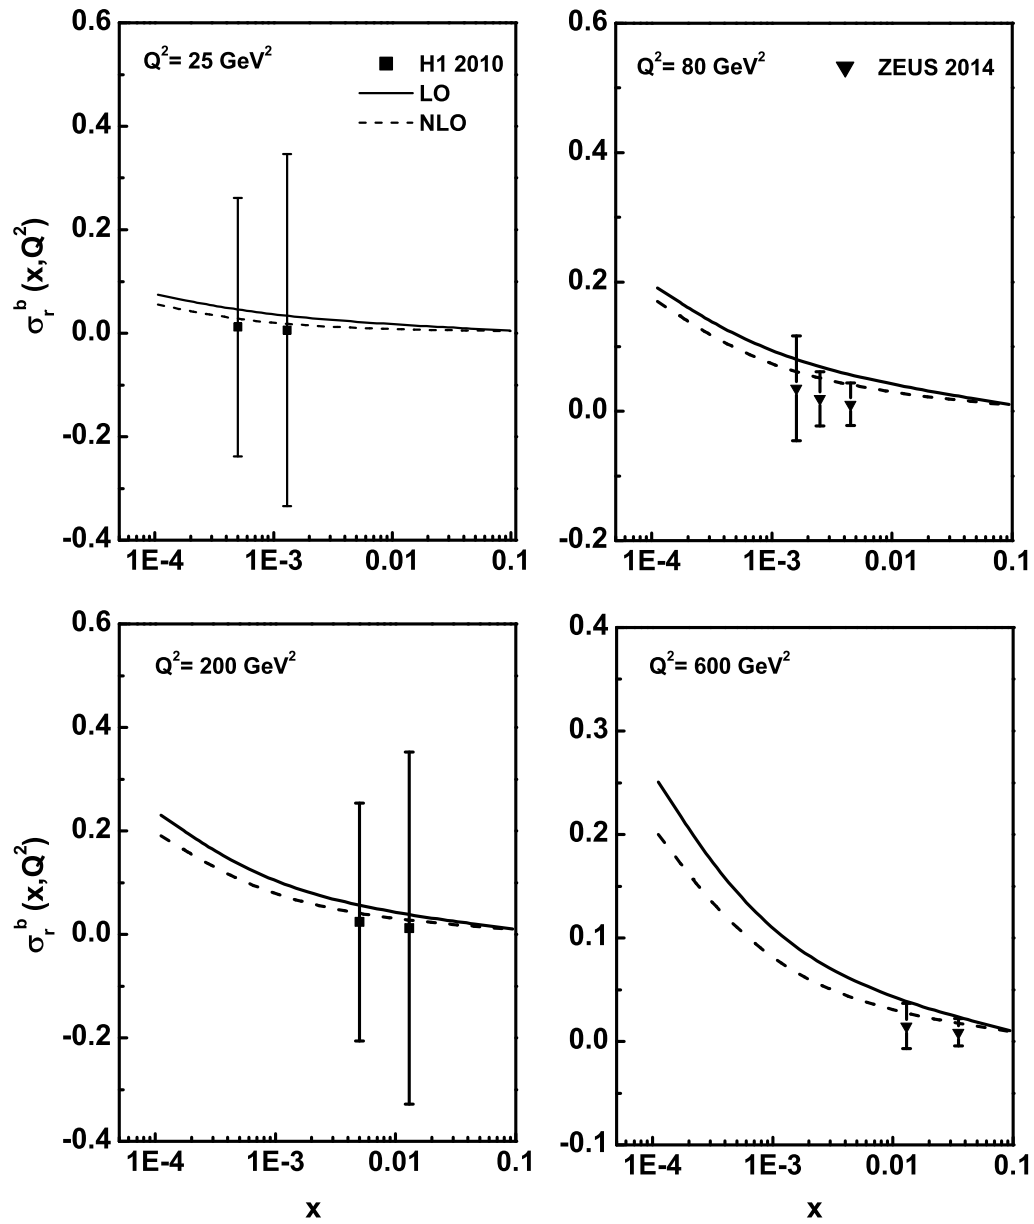 0.6
0.4
0.2
0.0
-0.2
-0.4
σ_r^b (x,Q²)
Q²= 25 GeV²
H1 2010
LO
NLO
1E-4 1E-3 0.01 0.1
0.6
0.4
0.2
0.0
-0.2
Q²= 80 GeV²
ZEUS 2014
1E-4 1E-3 0.01 0.1
0.6
0.4
0.2
0.0
-0.2
-0.4
σ_r^b (x,Q²)
Q²= 200 GeV²
1E-4 1E-3 0.01 0.1
x
0.4
0.3
0.2
0.1
0.0
-0.1
Q²= 600 GeV²
1E-4 1E-3 0.01 0.1
x